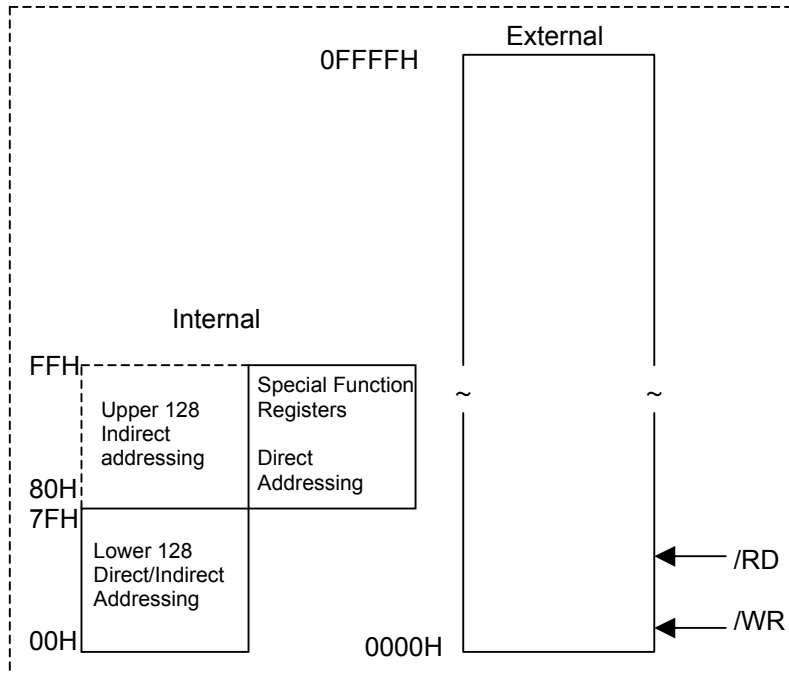 External
0FFFFH
Internal
FFH
Special Function
Registers
Direct
Addressing
Upper 128
Indirect
addressing
~
~
80H
7FH
Lower 128
Direct/Indirect
Addressing
/RD
/WR
00H
0000H